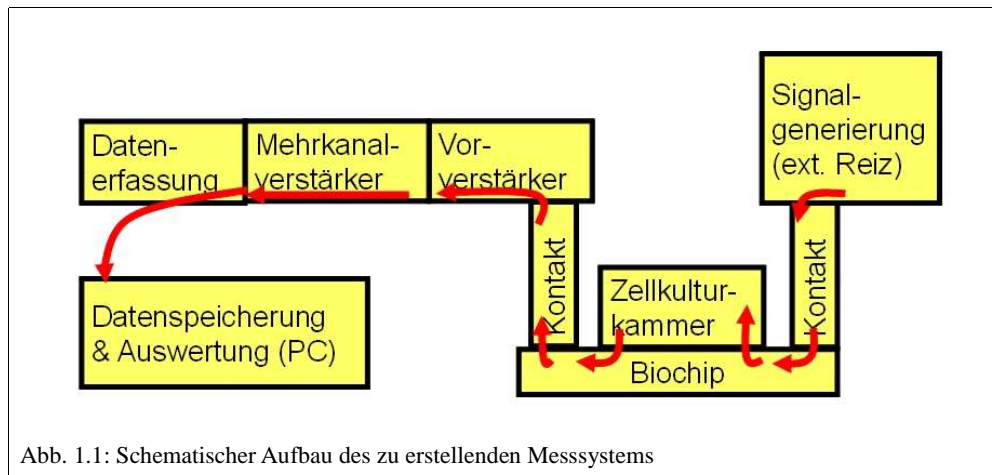 Daten-
erfassung
Mehrkanal-
verstärker
Vor-
verstärker
Signal-
generierung
(ext. Reiz)
Kontakt
Zellkultur-
kammer
Kontakt
Datenspeicherung
& Auswertung (PC)
Biochip
Abb. 1.1: Schematischer Aufbau des zu erstellenden Messsystems